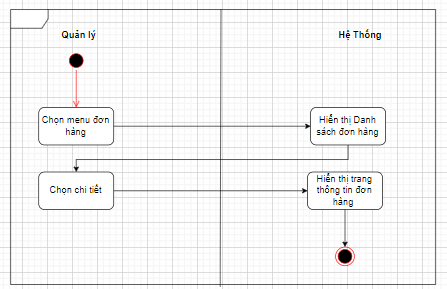 Quản lý
Hệ Thống
Chọn menu đơn
hàng
Hiển thị Danh
sách đơn hàng
Chọn chi tiết
Hiển thị trang
thông tin đơn
hàng